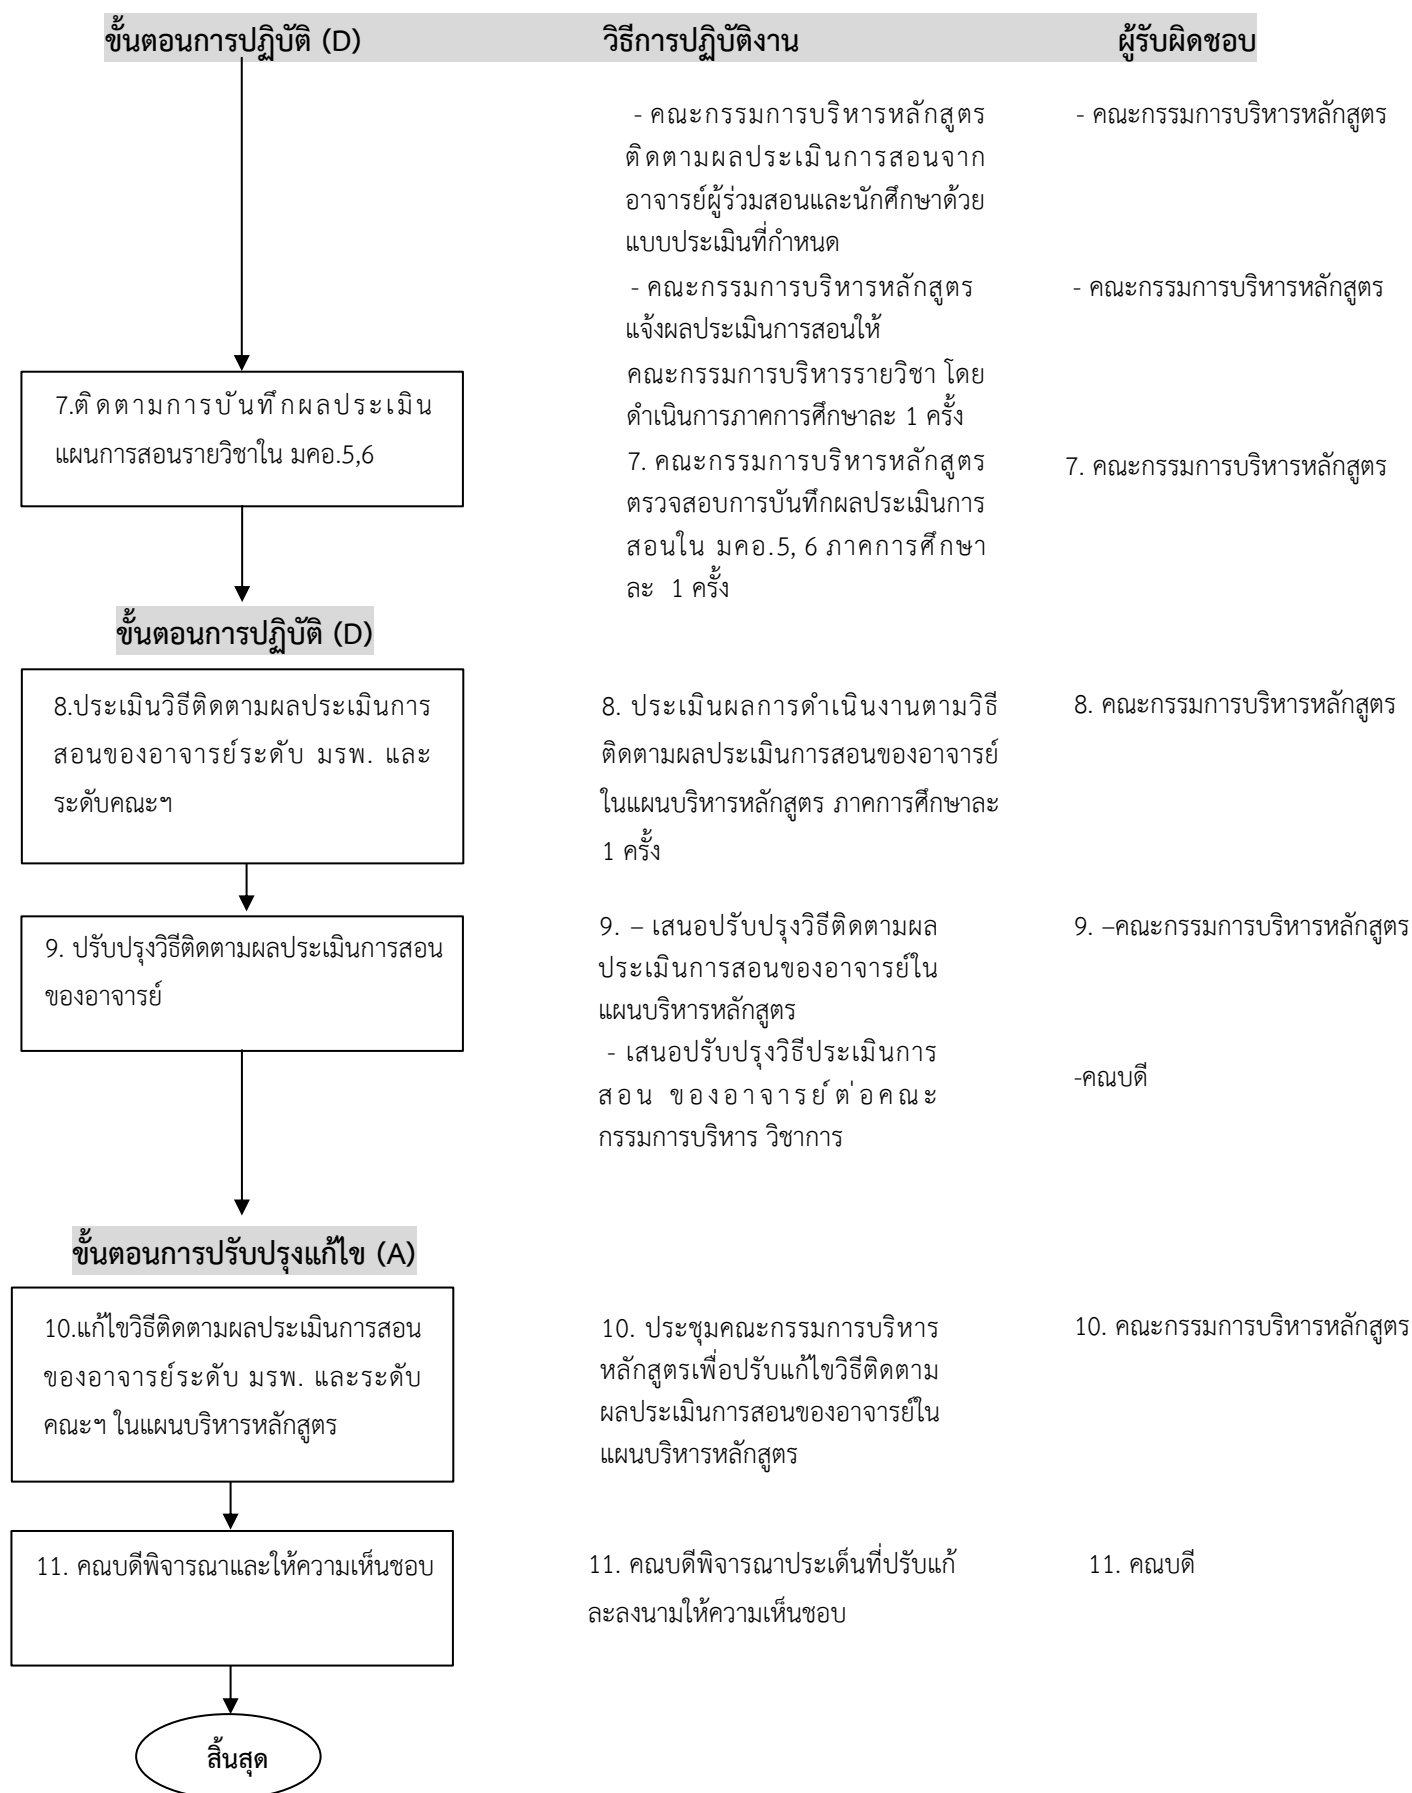 ขั้นตอนการปฏิบัติ (D) วิธีการปฏิบัติงาน ผู้รับผิดชอบ
- คณะกรรมการบริหารหลักสูตร
ติดตามผลประเมินการสอนจาก
อาจารย์ผู้ร่วมสอนและนักศึกษาด้วย
แบบประเมินที่กำหนด
- คณะกรรมการบริหารหลักสูตร
- คณะกรรมการบริหารหลักสูตร
แจ้งผลประเมินการสอนให้
คณะกรรมการบริหารรายวิชา โดย
ดำเนินการภาคการศึกษาละ 1 ครั้ง
- คณะกรรมการบริหารหลักสูตร
7.ติดตามการบันทึกผลประเมิน
แผนการสอนรายวิชาใน มคอ.5,6
7. คณะกรรมการบริหารหลักสูตร
ตรวจสอบการบันทึกผลประเมินการ
สอนใน มคอ.5, 6 ภาคการศึกษา
ละ 1 ครั้ง
7. คณะกรรมการบริหารหลักสูตร
ขั้นตอนการปฏิบัติ (D)
8.ประเมินวิธีติดตามผลประเมินการ
สอนของอาจารย์ระดับ มรพ. และ
ระดับคณะฯ
8. ประเมินผลการดำเนินงานตามวิธี
ติดตามผลประเมินการสอนของอาจารย์
ในแผนบริหารหลักสูตร ภาคการศึกษาละ
1 ครั้ง
8. คณะกรรมการบริหารหลักสูตร
9. ปรับปรุงวิธีติดตามผลประเมินการสอน
ของอาจารย์
9. – เสนอปรับปรุงวิธีติดตามผล
ประเมินการสอนของอาจารย์ใน
แผนบริหารหลักสูตร
- เสนอปรับปรุงวิธีประเมินการ
สอน ของอาจารย์ต่อคณะ
กรรมการบริหาร วิชาการ
9. –คณะกรรมการบริหารหลักสูตร
-คณบดี
ขั้นตอนการปรับปรุงแก้ไข (A)
10.แก้ไขวิธีติดตามผลประเมินการสอน
ของอาจารย์ระดับ มรพ. และระดับ
คณะฯ ในแผนบริหารหลักสูตร
10. ประชุมคณะกรรมการบริหาร
หลักสูตรเพื่อปรับแก้ไขวิธีติดตาม
ผลประเมินการสอนของอาจารย์ใน
แผนบริหารหลักสูตร
10. คณะกรรมการบริหารหลักสูตร
11. คณบดีพิจารณาและให้ความเห็นชอบ
11. คณบดีพิจารณาประเด็นที่ปรับแก้
ละลงนามให้ความเห็นชอบ
11. คณบดี
สิ้นสุด